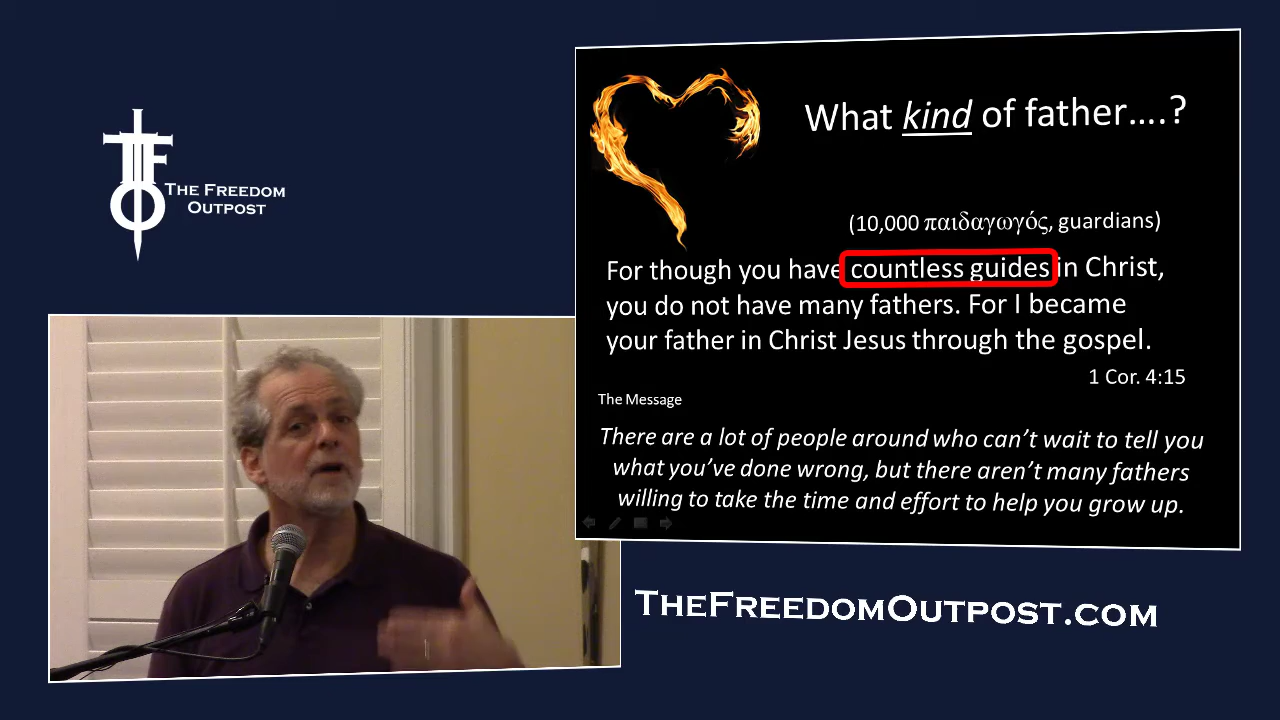 TFO
THE FREEDOM
OUTPOST
What kind of father....?
(10,000 παιδαγωγός, guardians)
For though you have countless guides in Christ,
you do not have many fathers. For I became
your father in Christ Jesus through the gospel.
1 Cor. 4:15
The Message
There are a lot of people around who can’t wait to tell you
what you’ve done wrong, but there aren’t many fathers
willing to take the time and effort to help you grow up.
THEFREEDOMOUTPOST.COM